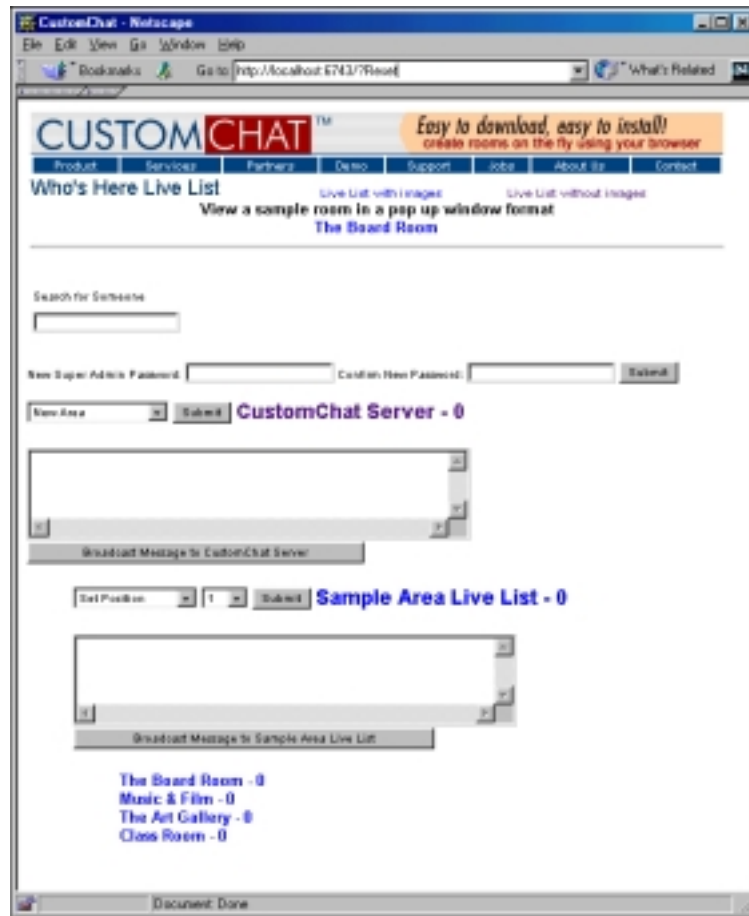 CustomChat - Netscape
File Edit View Go Window Help
Bookmarks Go to: http://localhost:6743/?Reset What's Related
CUSTOMCHAT™ Easy to download, easy to install!
create rooms on the fly using your browser
Product Services Partners Demo Support Jobs About Us Contact
Who's Here Live List Live List with images Live List without images
View a sample room in a pop up window format
The Board Room
Search for Someone
New Super Admin Password: Confirm New Password: Submit
New Area Submit CustomChat Server - 0
Broadcast Message to CustomChat Server
Set Position 1 Submit Sample Area Live List - 0
Broadcast Message to Sample Area Live List
The Board Room - 0
Music & Film - 0
The Art Gallery - 0
Class Room - 0
Document: Done